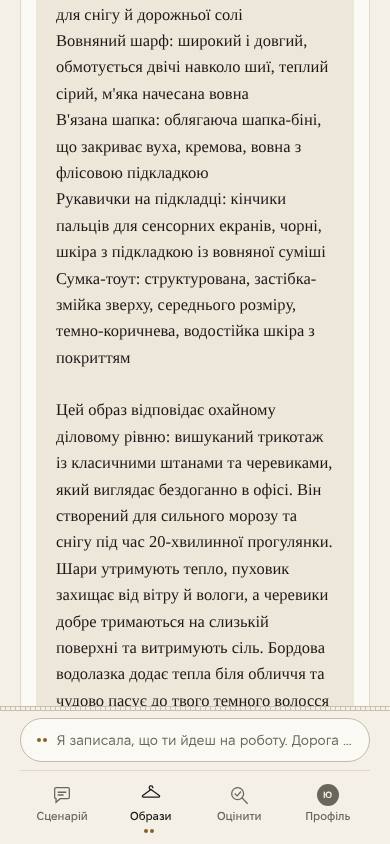 для снігу й дорожньої солі
Вовняний шарф: широкий і довгий,
обмотується двічі навколо шиї, теплий
сірий, м'яка начесана вовна
В'язана шапка: облягаюча шапка-біні,
що закриває вуха, кремова, вовна з
флісовою підкладкою
Рукавички на підкладці: кінчики
пальців для сенсорних екранів, чорні,
шкіра з підкладкою із вовняної суміші
Сумка-тоут: структурована, застібка-
змійка зверху, середнього розміру,
темно-коричнева, водостійка шкіра з
покриттям

Цей образ відповідає охайному
діловому рівню: вишуканий трикотаж
із класичними штанами та черевиками,
який виглядає бездоганно в офісі. Він
створений для сильного морозу та
снігу під час 20-хвилинної прогулянки.
Шари утримують тепло, пуховик
захищає від вітру й вологи, а черевики
добре тримаються на слизькій
поверхні та витримують сіль. Бордова
водолазка додає тепла біля обличчя та
чудово пасує до твого темного волосся
Я записала, що ти йдеш на роботу. Дорога ...
Сценарій
Образи
Оцінити
Ю
Профіль